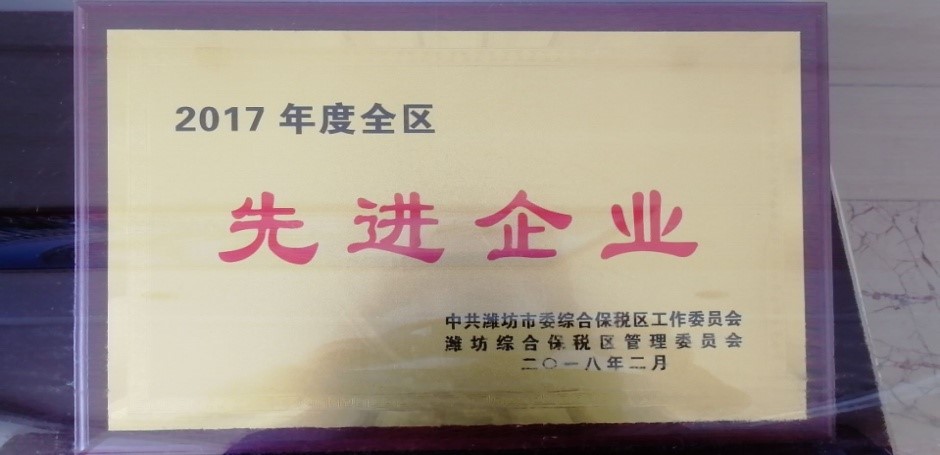 2017 年度全区
先进企业
中共潍坊市委综合保税区工作委员会
潍坊综合保税区管理委员会
二〇一八年二月